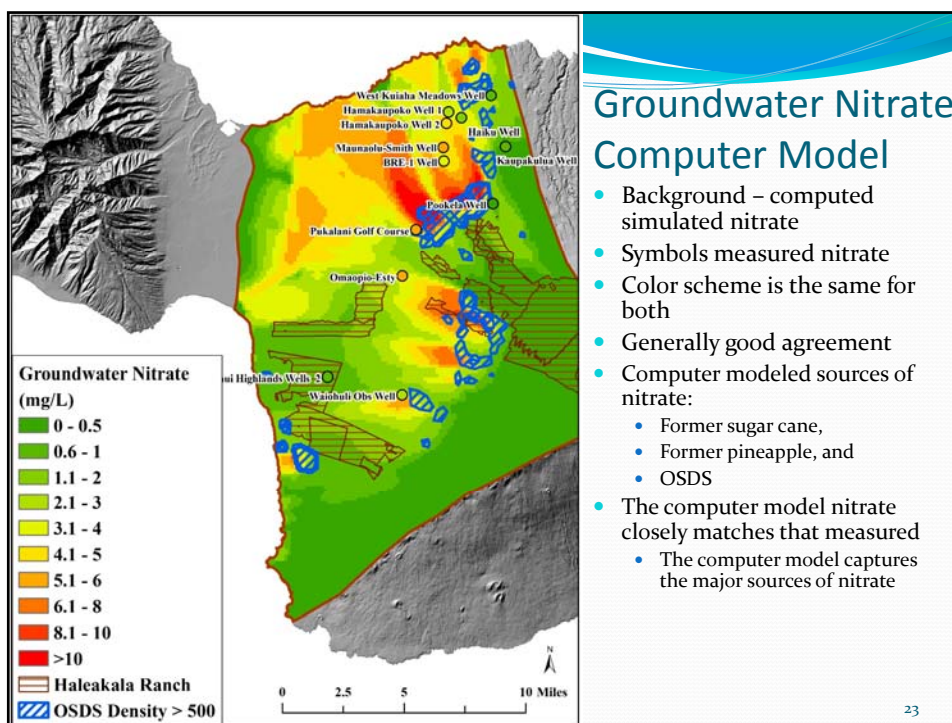 West Kuiaha Meadows Well
Hamakaupoko Well 1
Hamakaupoko Well 2
Haiku Well
Maunaolu-Smith Well
Kaupakulua Well
BRE-1 Well
Pookela Well
Pukalani Golf Course
Omaopio-Esty
ui Highlands Wells 2
Waiohuli Obs Well
Groundwater Nitrate
(mg/L)
0 - 0.5
0.6 - 1
1.1 - 2
2.1 - 3
3.1 - 4
4.1 - 5
5.1 - 6
6.1 - 8
8.1 - 10
>10
Haleakala Ranch
OSDS Density > 500
N
0 2.5 5 10 Miles
Groundwater Nitrate
Computer Model
• Background – computed
simulated nitrate
• Symbols measured nitrate
• Color scheme is the same for
both
• Generally good agreement
• Computer modeled sources of
nitrate:
• Former sugar cane,
• Former pineapple, and
• OSDS
• The computer model nitrate
closely matches that measured
• The computer model captures
the major sources of nitrate
23